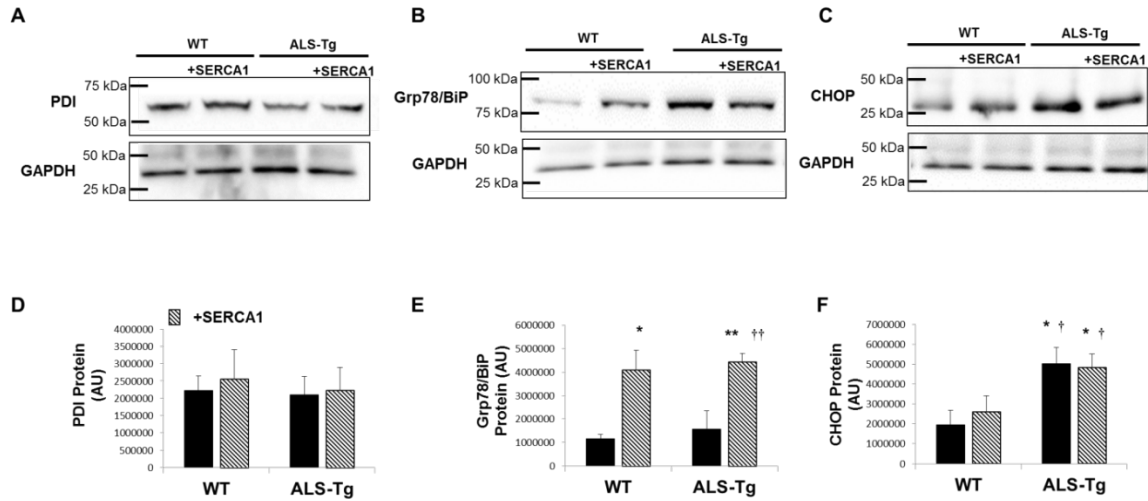 A
WT ALS-Tg
+SERCA1 +SERCA1
75 kDa
PDI
50 kDa
50 kDa
GAPDH
25 kDa
B
WT ALS-Tg
+SERCA1 +SERCA1
100 kDa
Grp78/BiP
75 kDa
50 kDa
GAPDH
25 kDa
C
WT ALS-Tg
+SERCA1 +SERCA1
50 kDa
CHOP
25 kDa
50 kDa
GAPDH
25 kDa
D
+SERCA1
PDI Protein
(AU)
4000000
3500000
3000000
2500000
2000000
1500000
1000000
500000
0
WT ALS-Tg
E
Grp78/BiP
Protein (AU)
6000000
5000000
4000000
3000000
2000000
1000000
0
* ** ††
WT ALS-Tg
F
CHOP Protein
(AU)
7000000
6000000
5000000
4000000
3000000
2000000
1000000
0
* † * †
WT ALS-Tg